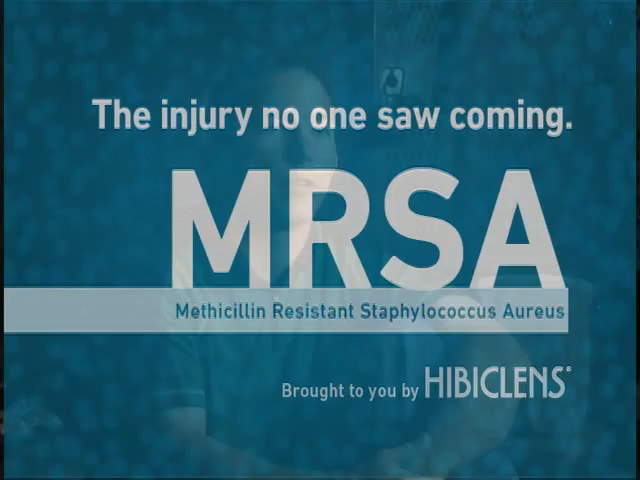 The injury no one saw coming.
MRSA
Methicillin Resistant Staphylococcus Aureus
Brought to you by HIBICLENS®